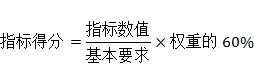 指标得分 = 指标数值/基本要求 × 权重的 60%